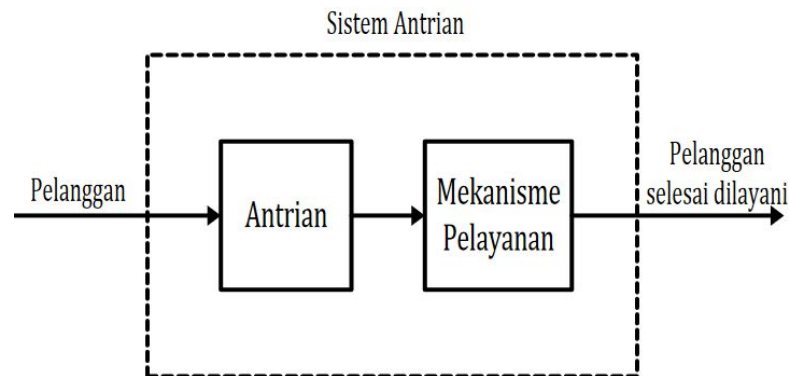 Sistem Antrian
Pelanggan
Antrian
Mekanisme
Pelayanan
Pelanggan
selesai dilayani